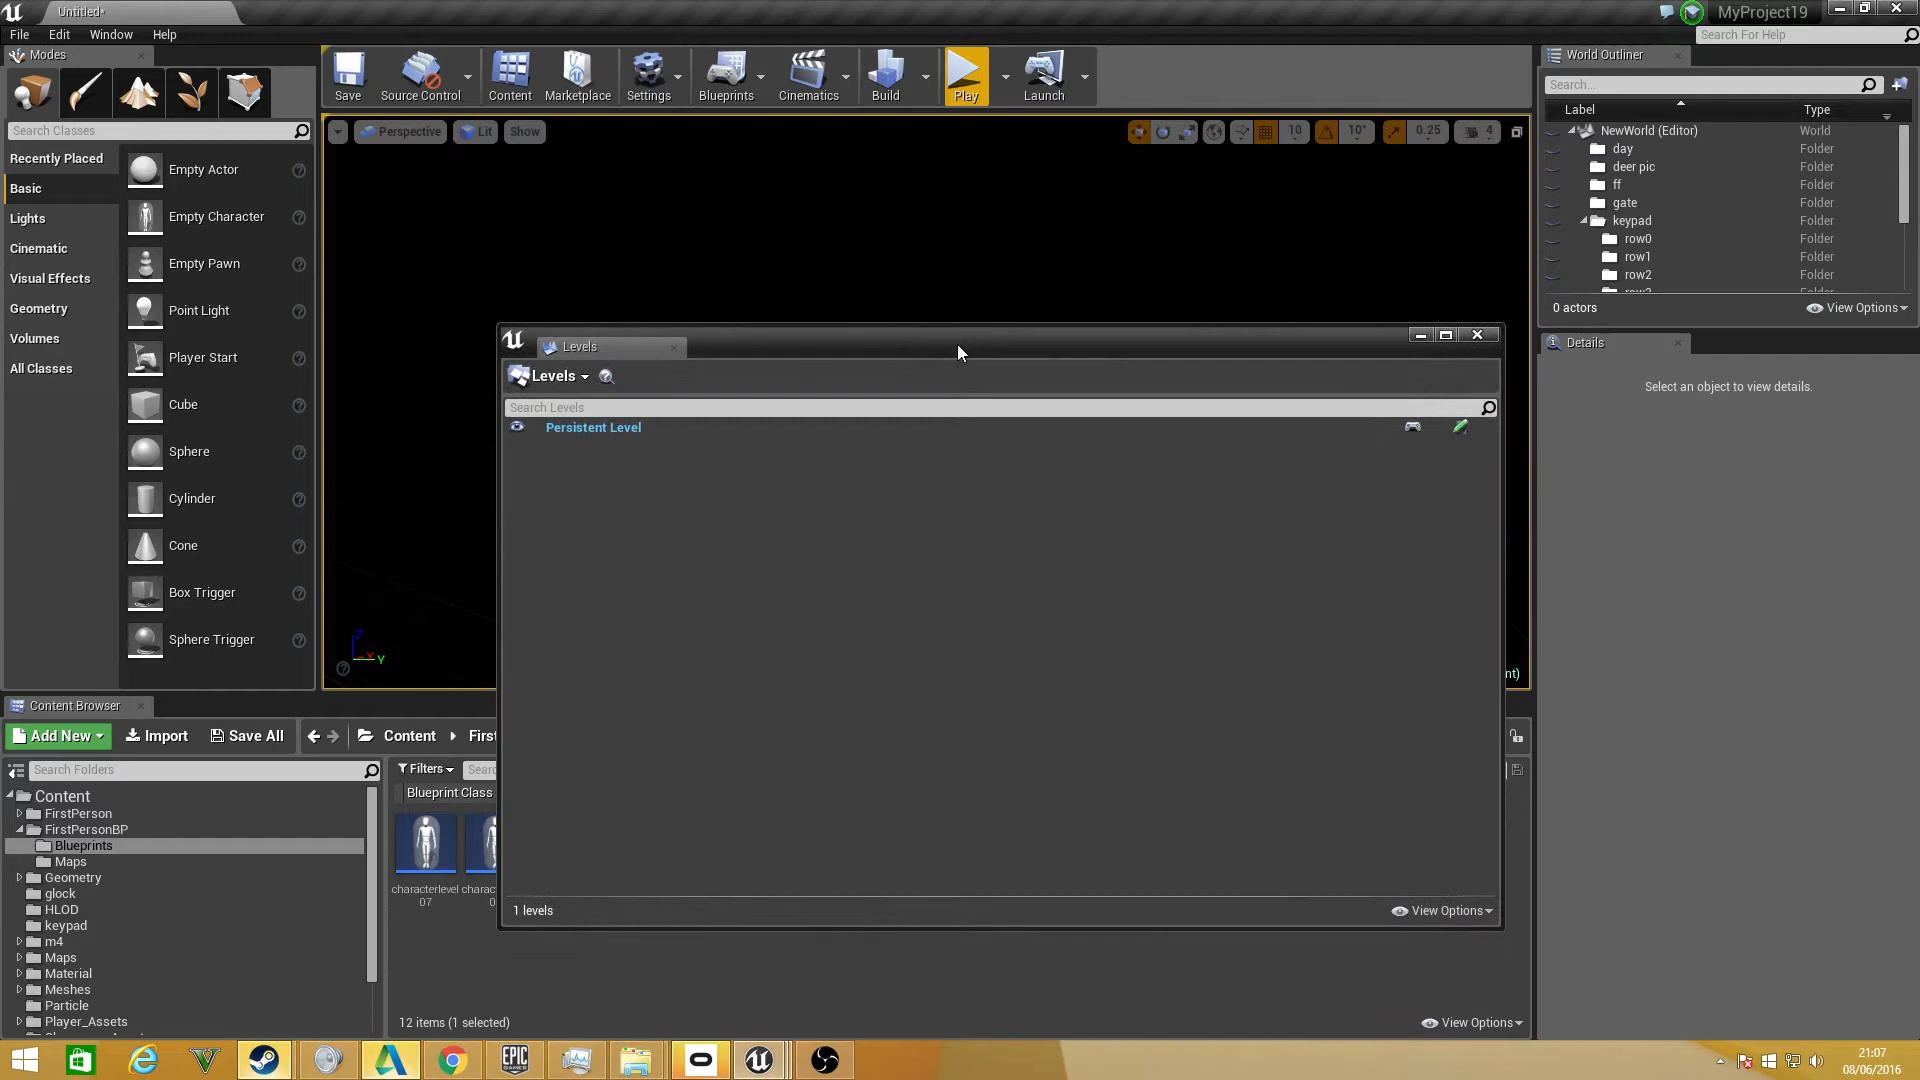 Untitled*
MyProject19
File Edit Window Help
Search For Help
Modes
Save
Source Control
Content
Marketplace
Settings
Blueprints
Cinematics
Build
Play
Launch
World Outliner
Search...
Label Type
Search Classes
Perspective
Lit
Show
10
10°
0.25
4
NewWorld (Editor) World
day Folder
deer pic Folder
ff Folder
gate Folder
keypad Folder
row0 Folder
row1 Folder
row2 Folder
0 actors
View Options
Recently Placed
Basic
Lights
Cinematic
Visual Effects
Geometry
Volumes
All Classes
Empty Actor
Empty Character
Empty Pawn
Point Light
Player Start
Cube
Sphere
Cylinder
Cone
Box Trigger
Sphere Trigger
Z
X
Y
nt)
Details
Select an object to view details.
Levels
Levels
Search Levels
Persistent Level
1 levels
View Options
Content Browser
Add New
Import
Save All
Content
First
Search Folders
Filters
Sear
Content
FirstPerson
FirstPersonBP
Blueprints
Maps
Geometry
glock
HLOD
keypad
m4
Maps
Material
Meshes
Particle
Player_Assets
Blueprint Class
characterlevel
07
charac
0
12 items (1 selected)
View Options
EPIC
GAMES
21:07
08/06/2016